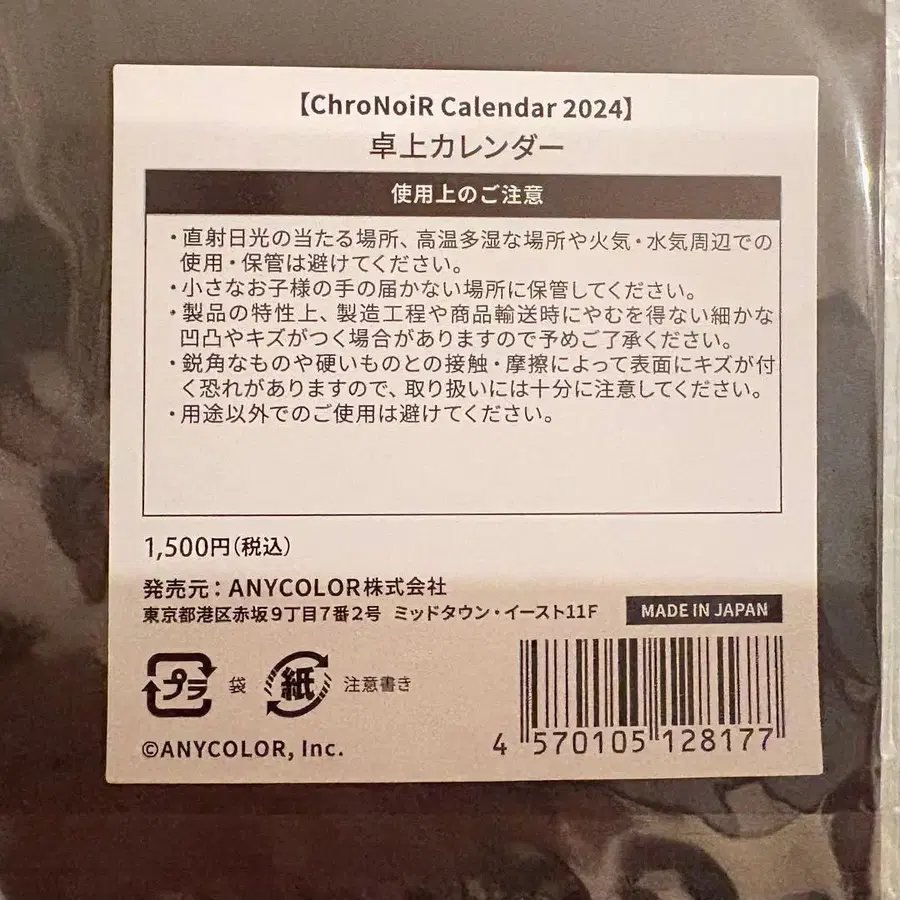 【ChroNoiR Calendar 2024】
卓上カレンダー
使用上のご注意
・直射日光の当たる場所、高温多湿な場所や火気・水気周辺での
使用・保管は避けてください。
・小さなお子様の手の届かない場所に保管してください。
・製品の特性上、製造工程や商品輸送時にやむを得ない細かな
凹凸やキズがつく場合がありますので予めご了承ください。
・鋭角なものや硬いものとの接触・摩擦によって表面にキズが付
く恐れがありますので、取り扱いには十分に注意してください。
・用途以外でのご使用は避けてください。
1,500円(税込)
発売元：ANYCOLOR株式会社
東京都港区赤坂9丁目7番2号 ミッドタウン・イースト11F
MADE IN JAPAN
プラ 袋 紙 注意書き
©ANYCOLOR, Inc.
4 570105 128177